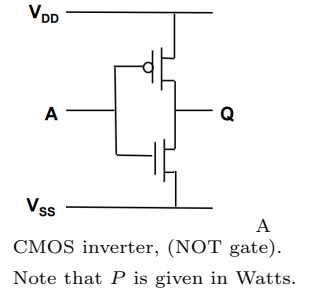 VDD
A
Q
VSS
A
CMOS inverter, (NOT gate).
Note that P is given in Watts.